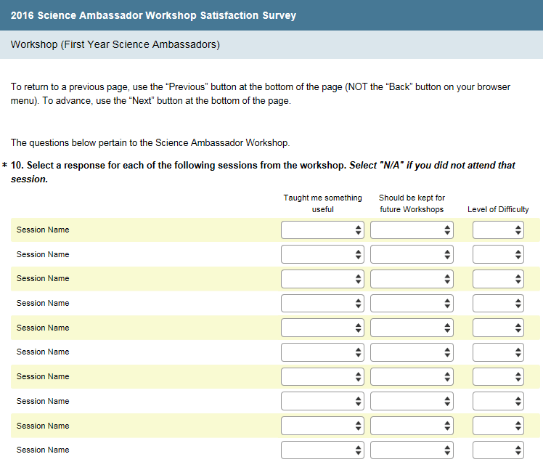 2016 Science Ambassador Workshop Satisfaction Survey
Workshop (First Year Science Ambassadors)
To return to a previous page, use the "Previous" button at the bottom of the page (NOT the "Back" button on your browser
menu). To advance, use the "Next" button at the bottom of the page.
The questions below pertain to the Science Ambassador Workshop.
* 10. Select a response for each of the following sessions from the workshop. Select "N/A" if you did not attend that
session.
Taught me something
useful
Should be kept for
future Workshops
Level of Difficulty
Session Name
Session Name
Session Name
Session Name
Session Name
Session Name
Session Name
Session Name
Session Name
Session Name